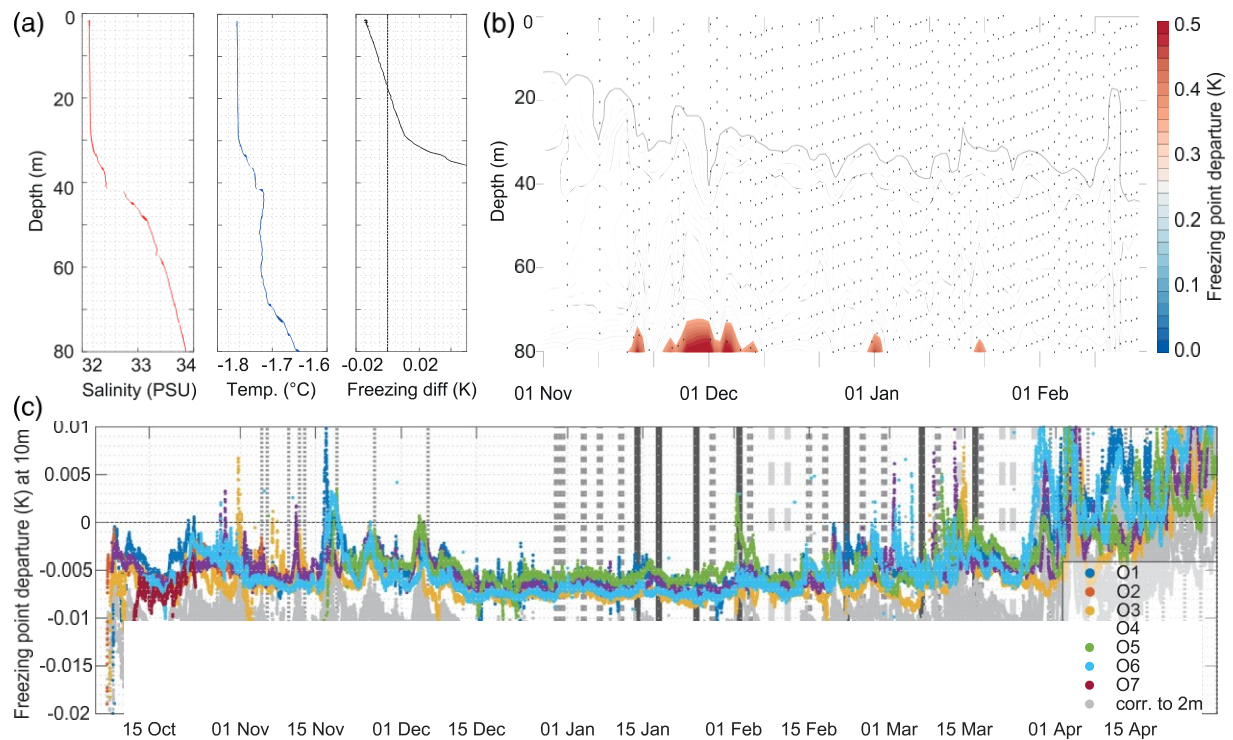 (a)
0
20
40
60
80
Depth (m)
32 33 34
Salinity (PSU)
-1.8 -1.7 -1.6
Temp. (°C)
-0.02 0.02
Freezing diff (K)
(b)
0
20
40
60
80
Depth (m)
01 Nov 01 Dec 01 Jan 01 Feb
0.5
0.4
0.3
0.2
0.1
0.0
Freezing point departure (K)
(c)
0.01
0.005
0
-0.005
-0.01
-0.015
-0.02
Freezing point departure (K) at 10m
15 Oct 01 Nov 15 Nov 01 Dec 15 Dec 01 Jan 15 Jan 01 Feb 15 Feb 01 Mar 15 Mar 01 Apr 15 Apr
O1
O2
O3
O4
O5
O6
O7
corr. to 2m